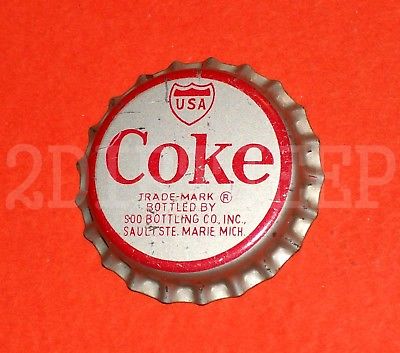 USA
Coke
TRADE-MARK ®
BOTTLED BY
SOO BOTTLING CO., INC.,
SAULT STE. MARIE MICH.